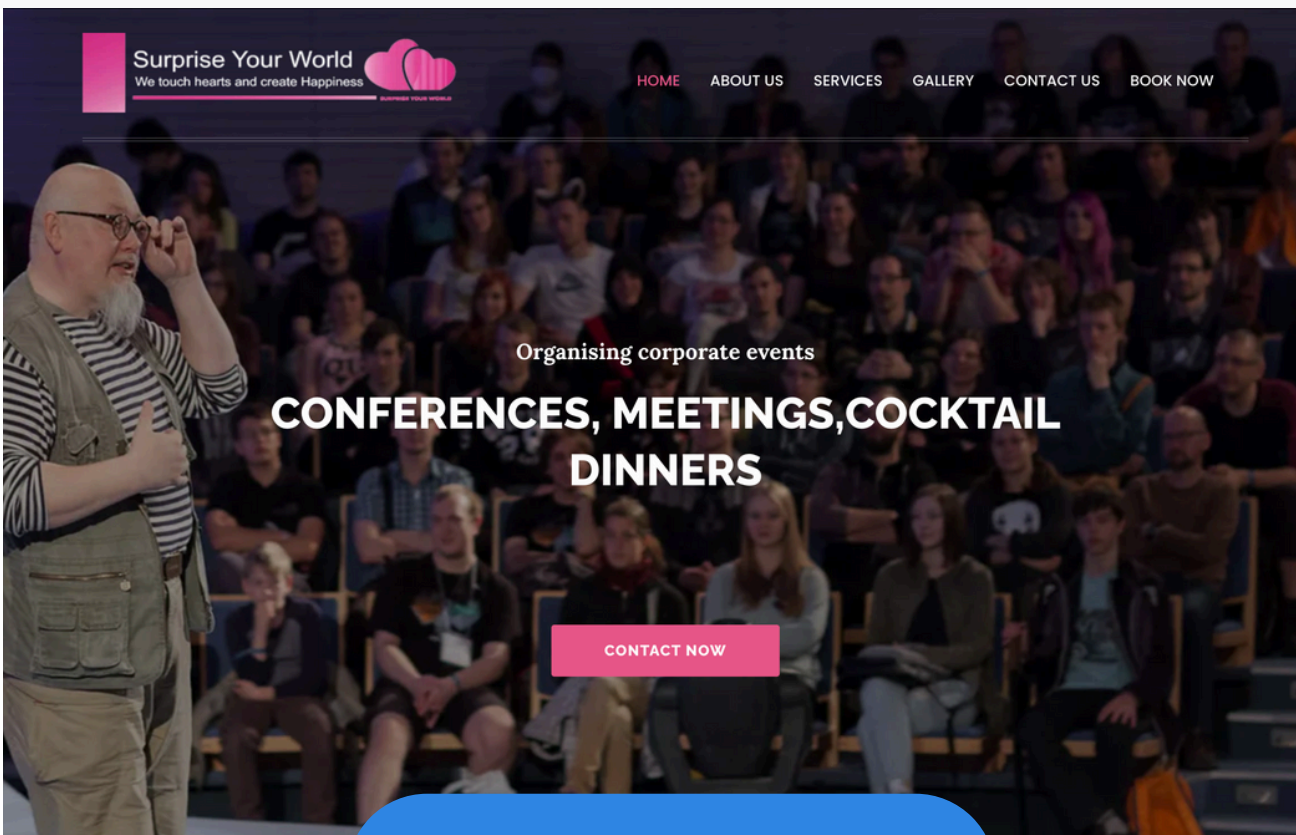 Surprise Your World
We touch hearts and create Happiness
SURPRISE YOUR WORLD
HOME ABOUT US SERVICES GALLERY CONTACT US BOOK NOW
Organising corporate events
CONFERENCES, MEETINGS,COCKTAIL
DINNERS
CONTACT NOW